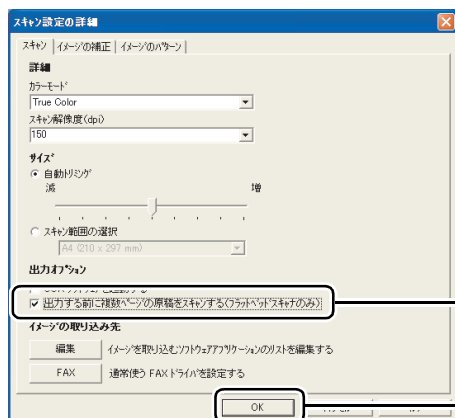 スキャン設定の詳細
スキャン イメージの補正 イメージのパターン
詳細
カラーモード
True Color
スキャン解像度(dpi)
150
サイズ
自動トリミング
減 増
スキャン範囲の選択
A4 (210 x 297 mm)
出力オプション
出力する前に複数ページの原稿をスキャンする(フラットベッドスキャナのみ)
イメージの取り込み先
編集 イメージを取り込むソフトウェアアプリケーションのリストを編集する
FAX 通常使う FAX ドライバを設定する
OK